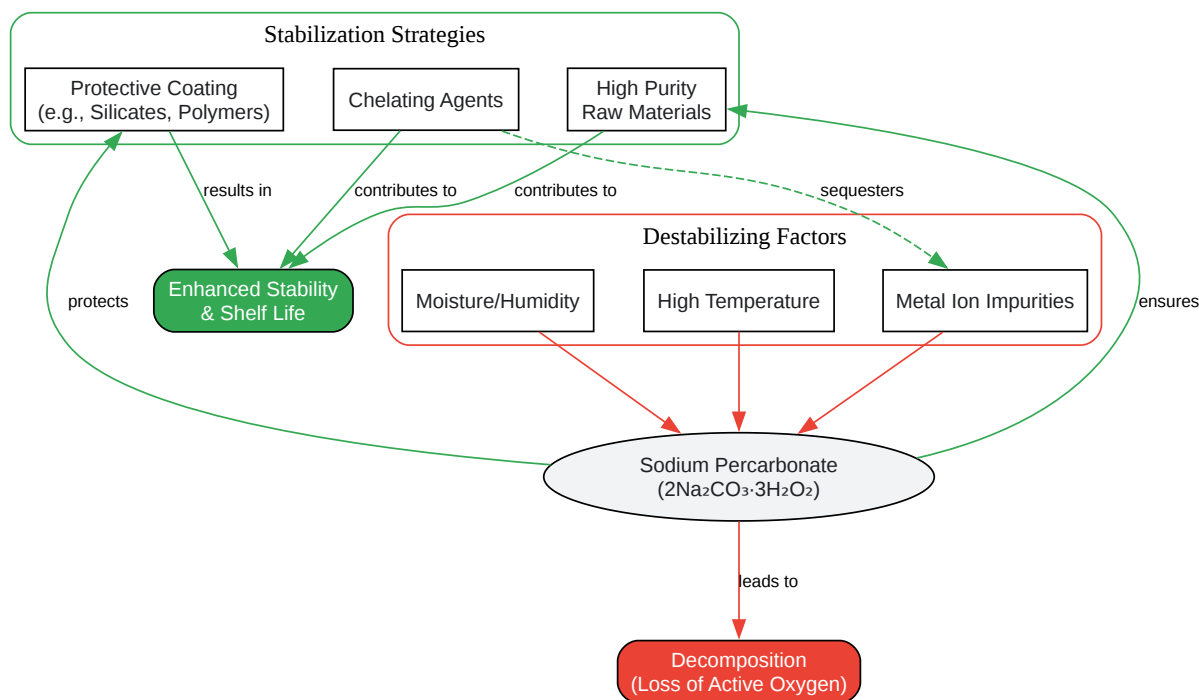 Stabilization Strategies
Protective Coating
(e.g., Silicates, Polymers)
Chelating Agents
High Purity
Raw Materials
results in
contributes to
contributes to
sequesters
Destabilizing Factors
Enhanced Stability
& Shelf Life
Moisture/Humidity
High Temperature
Metal Ion Impurities
protects
ensures
Sodium Percarbonate
(2Na₂CO₃·3H₂O₂)
leads to
Decomposition
(Loss of Active Oxygen)